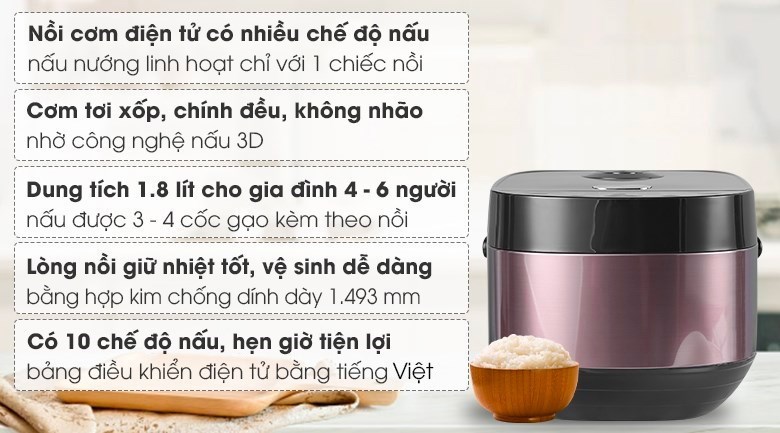 Nồi cơm điện tử có nhiều chế độ nấu
nấu nướng linh hoạt chỉ với 1 chiếc nồi
Cơm tơi xốp, chính đều, không nhão
nhờ công nghệ nấu 3D
Dung tích 1.8 lít cho gia đình 4 - 6 người
nấu được 3 - 4 cốc gạo kèm theo nồi
Lòng nồi giữ nhiệt tốt, vệ sinh dễ dàng
bằng hợp kim chống dính dày 1.493 mm
Có 10 chế độ nấu, hẹn giờ tiện lợi
bảng điều khiển điện tử bằng tiếng Việt